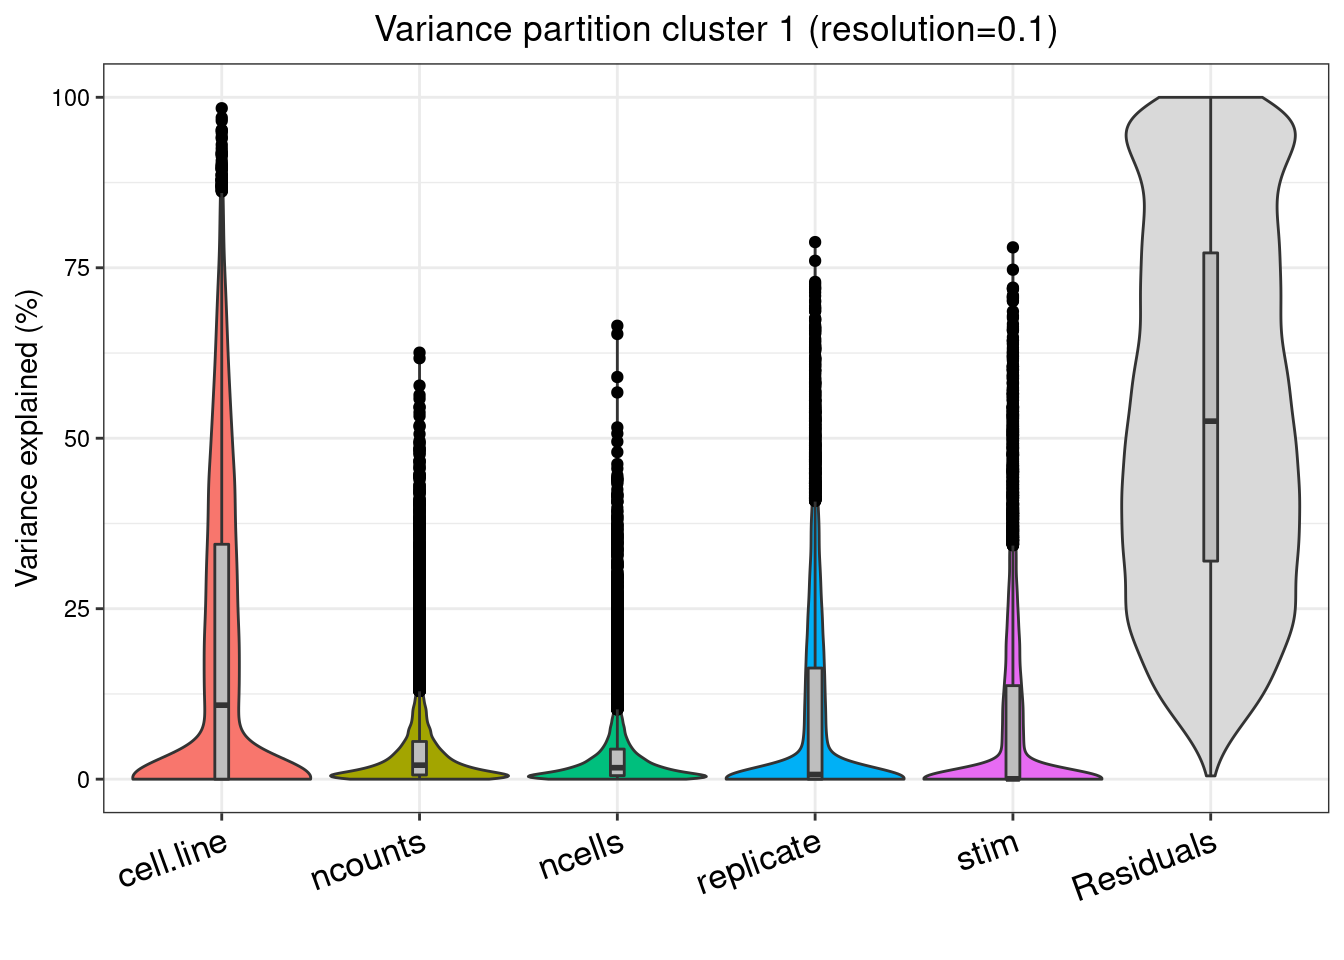 Variance partition cluster 1 (resolution=0.1)
Variance explained (%)
100
75
50
25
0
cell.line
ncounts
ncells
replicate
stim
Residuals